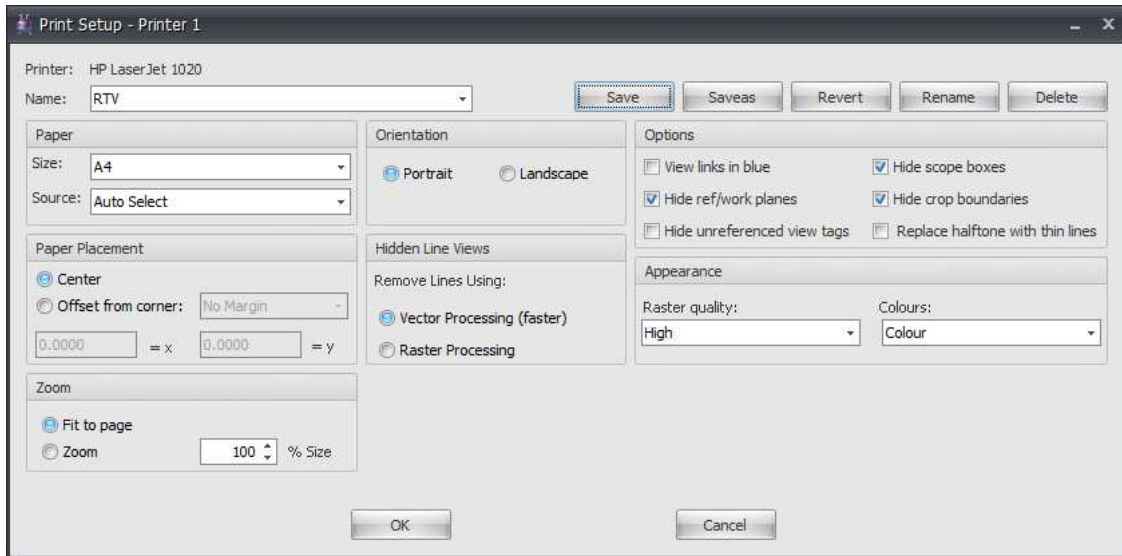 Print Setup - Printer 1
Printer: HP LaserJet 1020
Name: RTV
Save Saveas Revert Rename Delete
Paper
Size: A4
Source: Auto Select
Orientation
Portrait Landscape
Options
View links in blue Hide scope boxes
Hide ref/work planes Hide crop boundaries
Hide unreferenced view tags Replace halftone with thin lines
Paper Placement
Center
Offset from corner: No Margin
0.0000 = x 0.0000 = y
Hidden Line Views
Remove Lines Using:
Vector Processing (faster)
Raster Processing
Appearance
Raster quality: Colours:
High Colour
Zoom
Fit to page
Zoom 100 % Size
OK Cancel